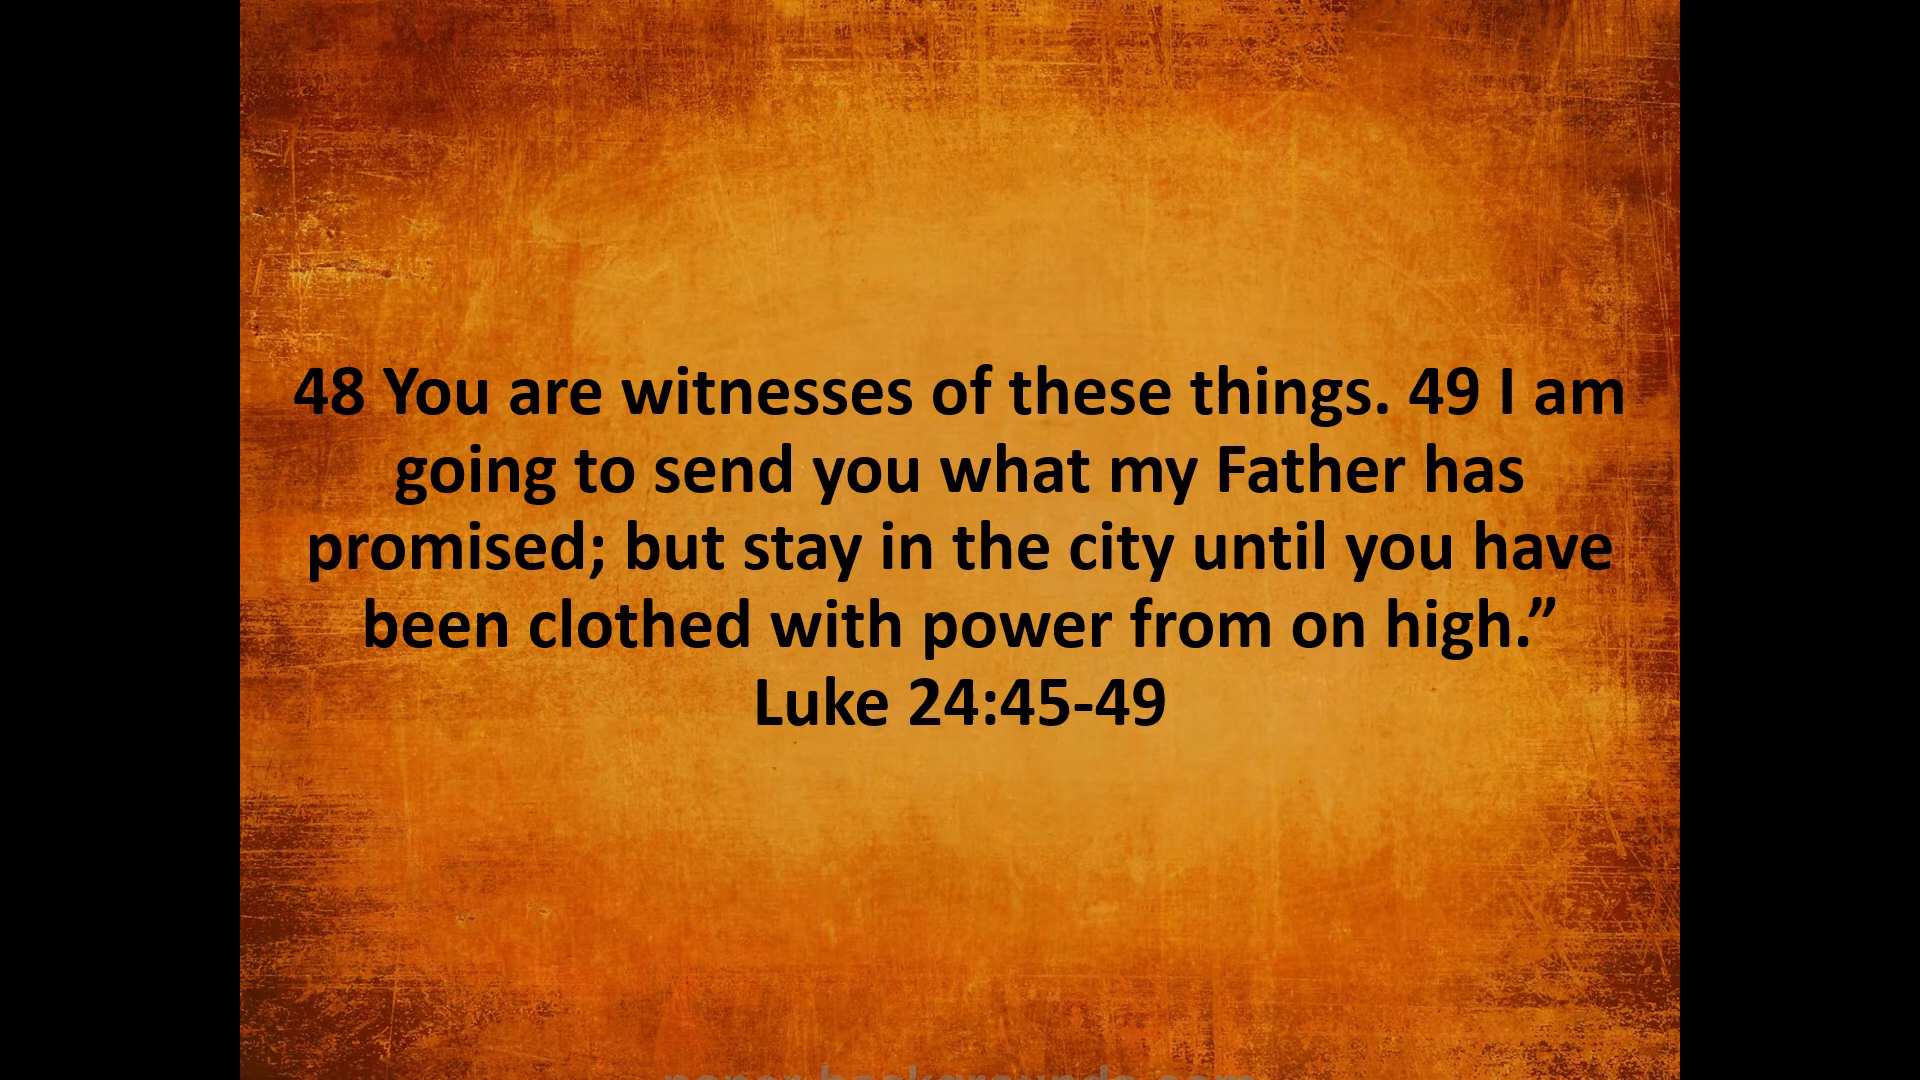 48 You are witnesses of these things. 49 I am
going to send you what my Father has
promised; but stay in the city until you have
been clothed with power from on high.”
Luke 24:45-49